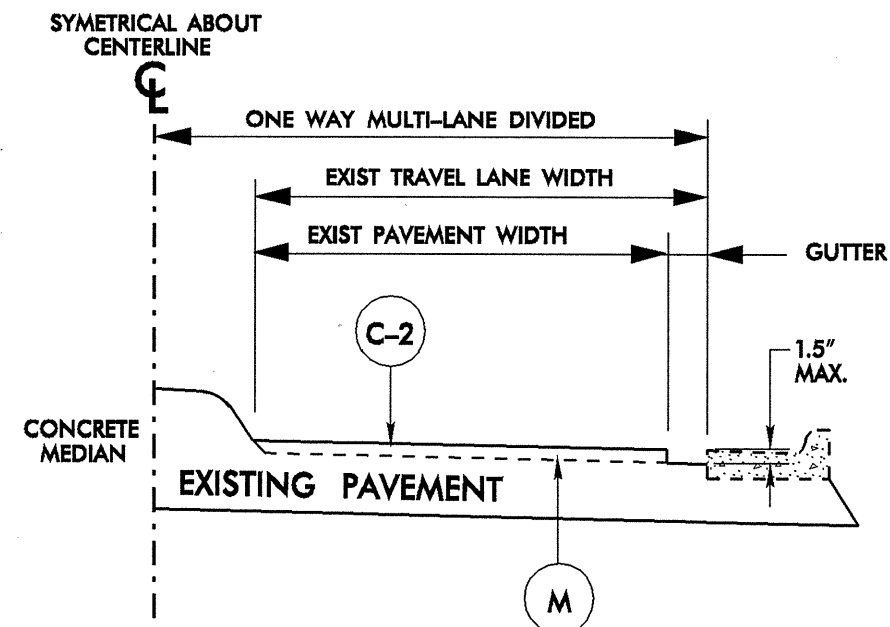 SYMETRICAL ABOUT
CENTERLINE
CL
ONE WAY MULTI–LANE DIVIDED
EXIST TRAVEL LANE WIDTH
EXIST PAVEMENT WIDTH
GUTTER
C–2
1.5"
MAX.
CONCRETE
MEDIAN
EXISTING PAVEMENT
M